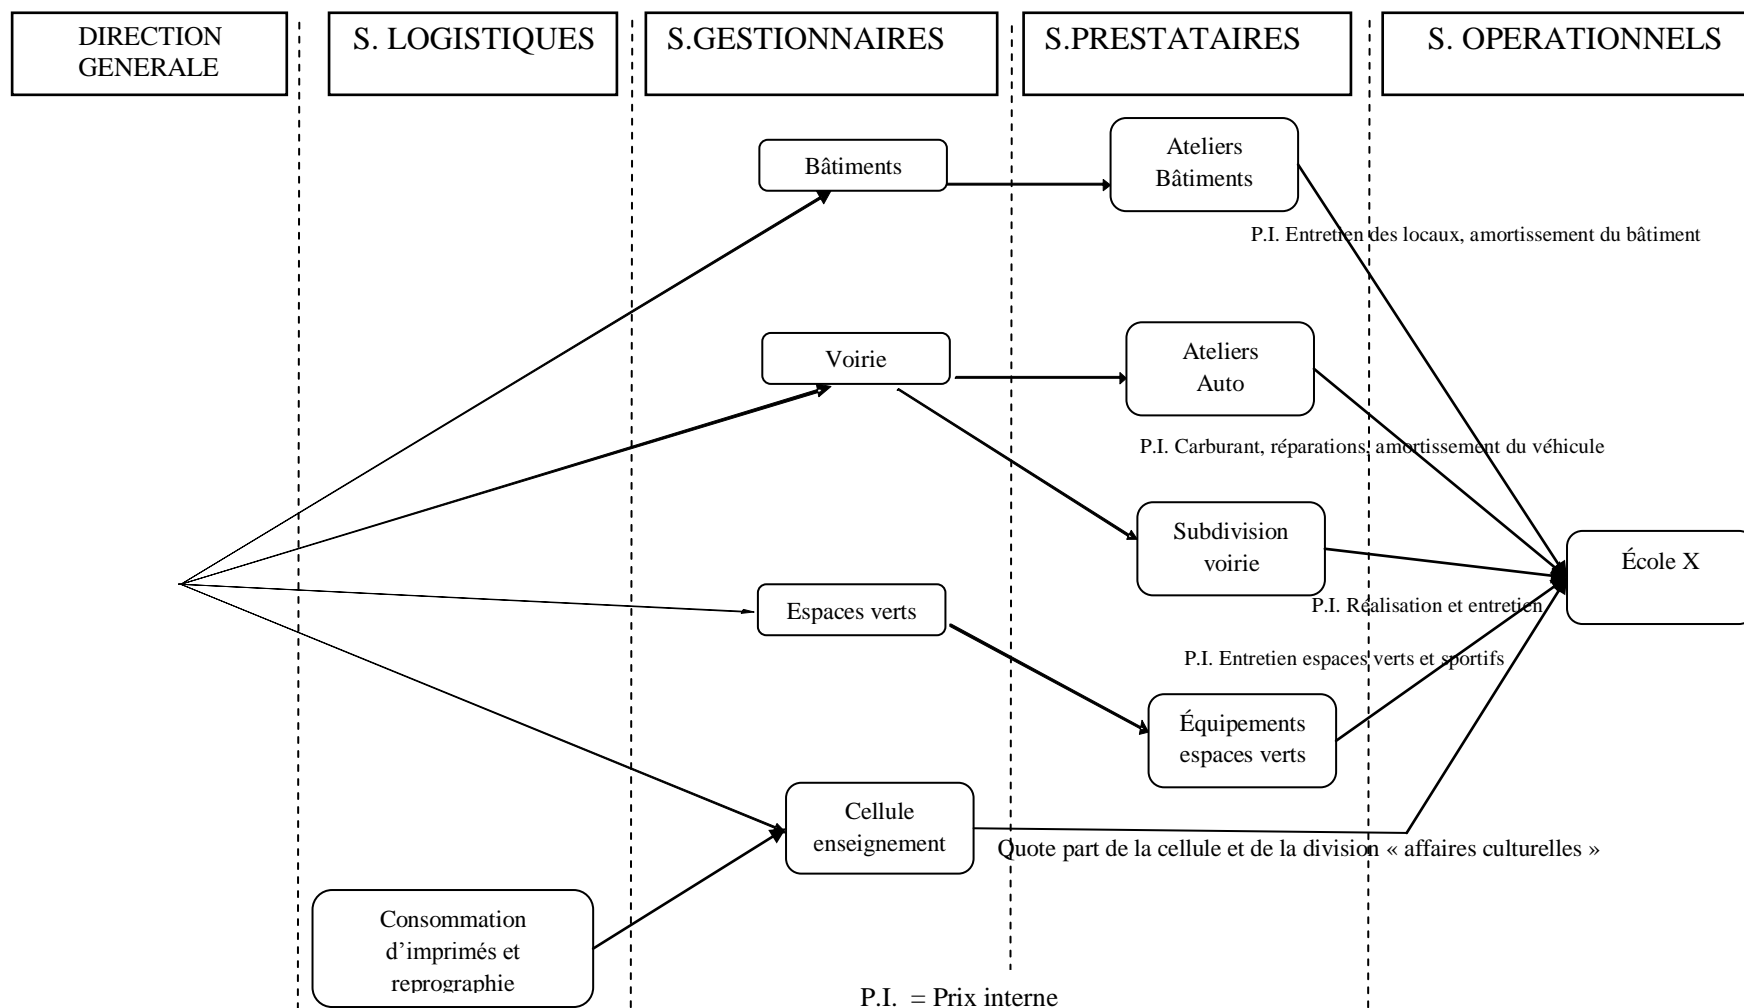 DIRECTION
GENERALE
S. LOGISTIQUES
S.GESTIONNAIRES
S.PRESTATAIRES
S. OPERATIONNELS
Bâtiments
Ateliers
Bâtiments
P.I. Entretien des locaux, amortissement du bâtiment
Voirie
Ateliers
Auto
P.I. Carburant, réparations, amortissement du véhicule
Subdivision
voirie
École X
Espaces verts
P.I. Réalisation et entretien
P.I. Entretien espaces verts et sportifs
Équipements
espaces verts
Cellule
enseignement
Quote part de la cellule et de la division « affaires culturelles »
Consommation
d’imprimés et
reprographie
P.I. = Prix interne